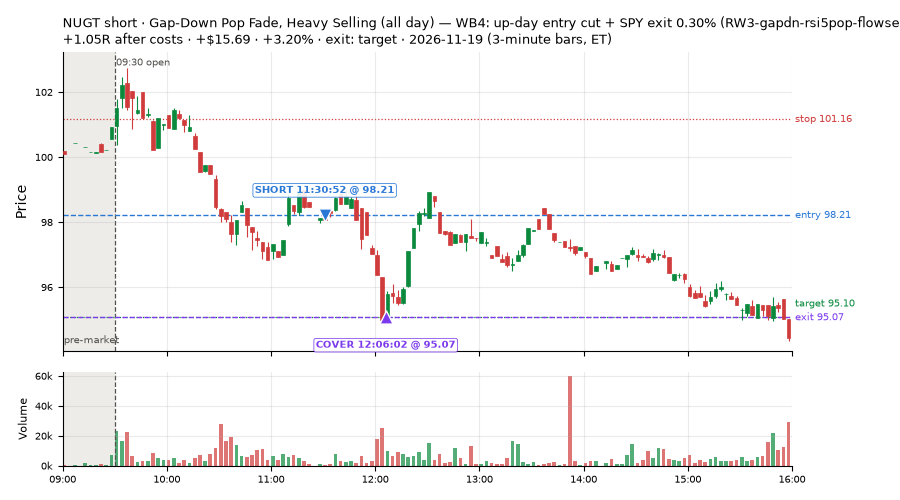 NUGT short · Gap-Down Pop Fade, Heavy Selling (all day) — WB4: up-day entry cut + SPY exit 0.30% (RW3-gapdn-rsi5pop-flowse
+1.05R after costs · +$15.69 · +3.20% · exit: target · 2026-11-19 (3-minute bars, ET)
09:30 open
102
stop 101.16
100
SHORT 11:30:52 @ 98.21
98
entry 98.21
Price
96
target 95.10
exit 95.07
pre-market
COVER 12:06:02 @ 95.07
60k
40k
20k
0k
Volume
09:00 10:00 11:00 12:00 13:00 14:00 15:00 16:00